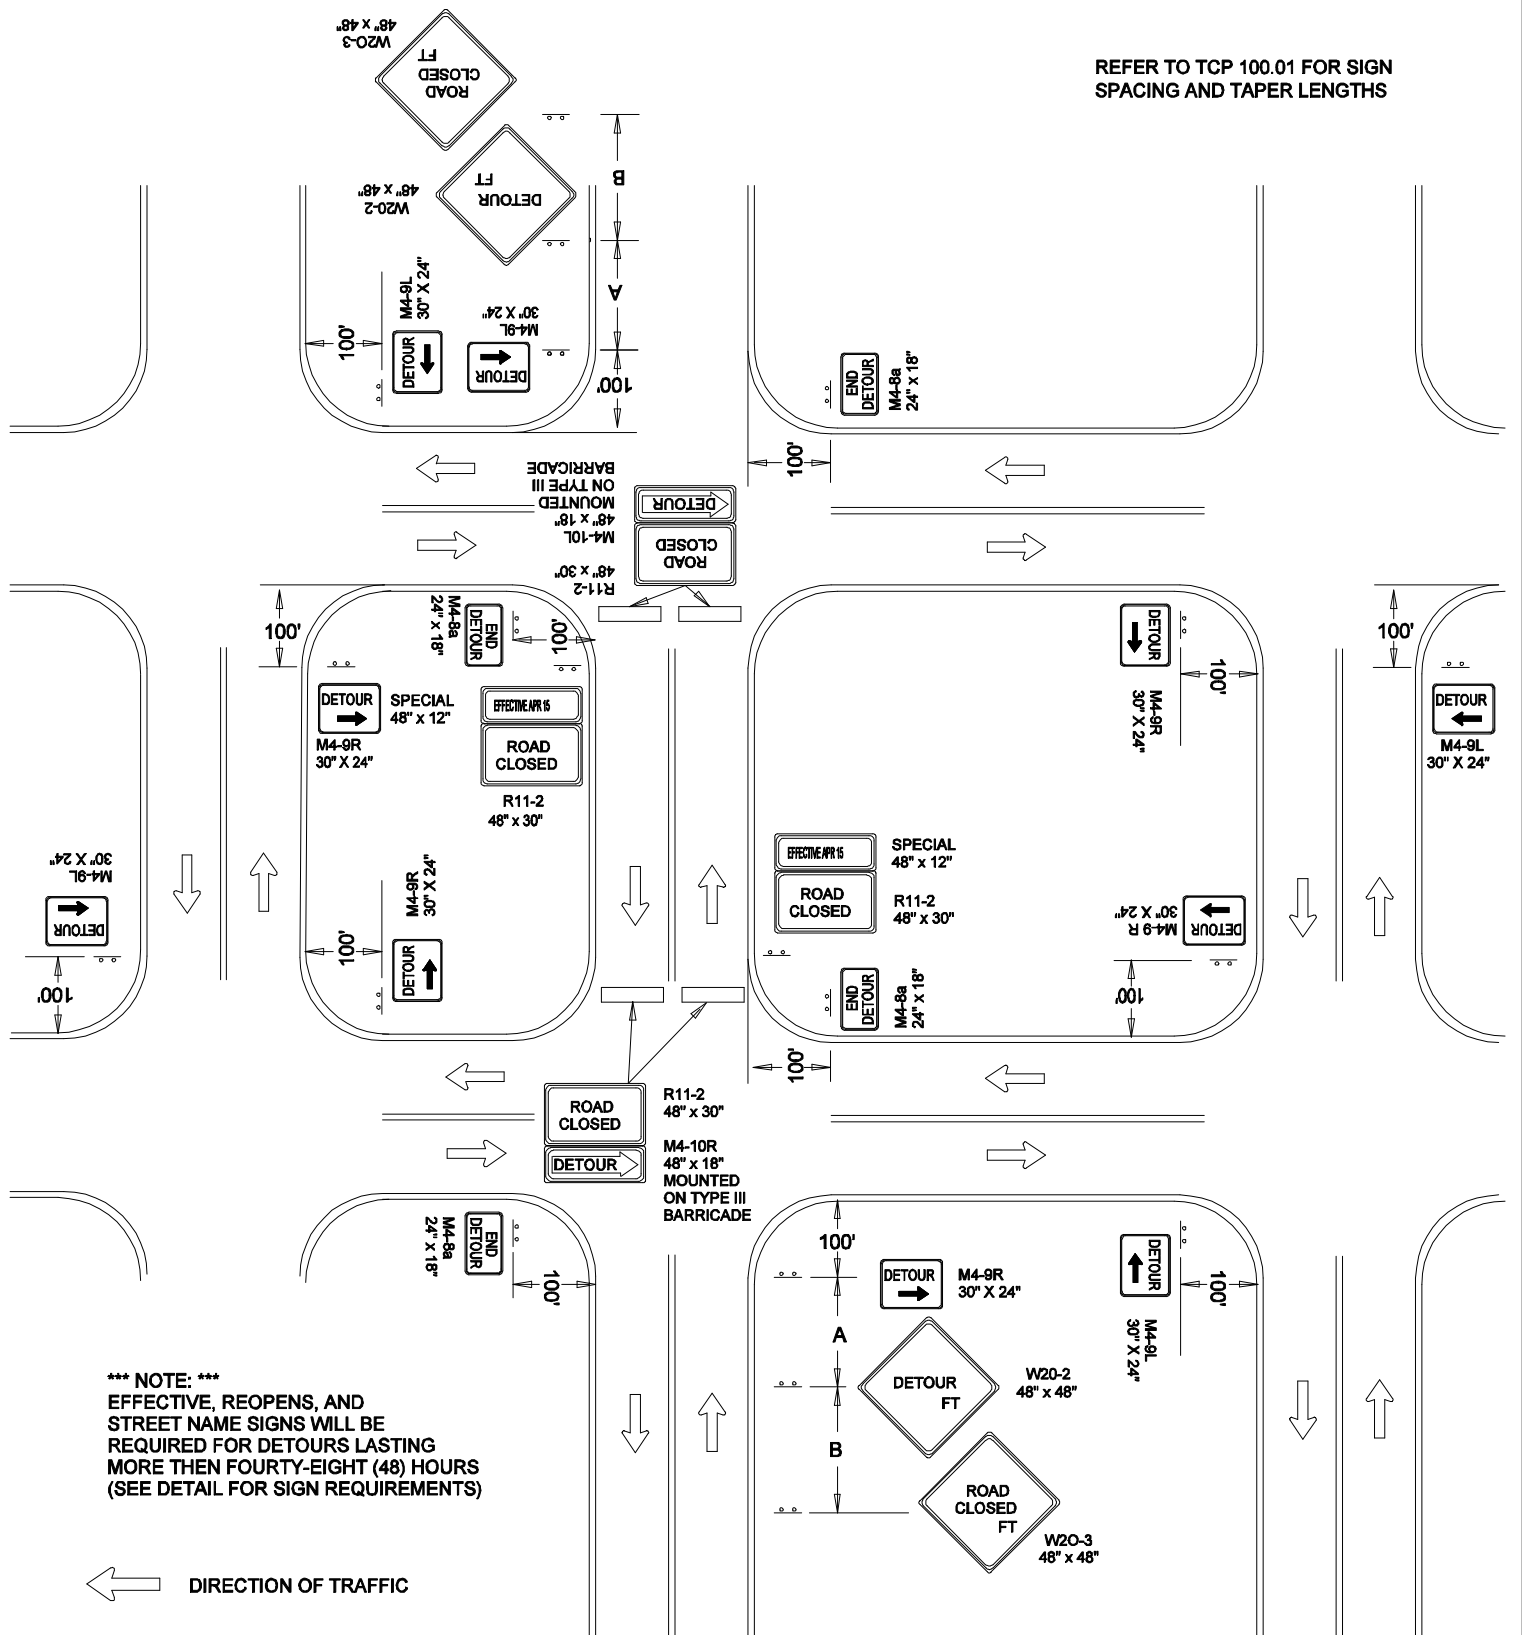 REFER TO TCP 100.01 FOR SIGN
SPACING AND TAPER LENGTHS
W2O-3
48" x 48"
ROAD
CLOSED
FT
W20-2
48" x 48"
DETOUR
FT
B
A
100'
M4-9L
30" X 24"
DETOUR
100'
M4-9L
30" X 24"
DETOUR
100'
END
DETOUR
M4-8a
24" x 18"
100'
R11-2
48" x 30"
M4-10L
48" x 18"
MOUNTED
ON TYPE III
BARRICADE
ROAD
CLOSED
DETOUR
100'
DETOUR
M4-9R
30" X 24"
M4-8a
24" x 18"
END
DETOUR
100'
SPECIAL
48" x 12"
EFFECTIVE APR 15
ROAD
CLOSED
R11-2
48" x 30"
DETOUR
M4-9R
30" X 24"
100'
100'
DETOUR
M4-9L
30" X 24"
M4-9L
30" X 24"
DETOUR
100'
M4-9R
30" X 24"
DETOUR
100'
EFFECTIVE APR 15
SPECIAL
48" x 12"
ROAD
CLOSED
R11-2
48" x 30"
END
DETOUR
M4-8a
24" x 18"
100'
M4-9 R
30" X 24"
DETOUR
100'
ROAD
CLOSED
DETOUR
R11-2
48" x 30"
M4-10R
48" x 18"
MOUNTED
ON TYPE III
BARRICADE
M4-8a
24" x 18"
END
DETOUR
100'
100'
DETOUR
M4-9R
30" X 24"
A
DETOUR
FT
W20-2
48" x 48"
B
ROAD
CLOSED
FT
W2O-3
48" x 48"
DETOUR
M4-9L
30" X 24"
100'
*** NOTE: ***
EFFECTIVE, REOPENS, AND
STREET NAME SIGNS WILL BE
REQUIRED FOR DETOURS LASTING
MORE THEN FOURTY-EIGHT (48) HOURS
(SEE DETAIL FOR SIGN REQUIREMENTS)
DIRECTION OF TRAFFIC